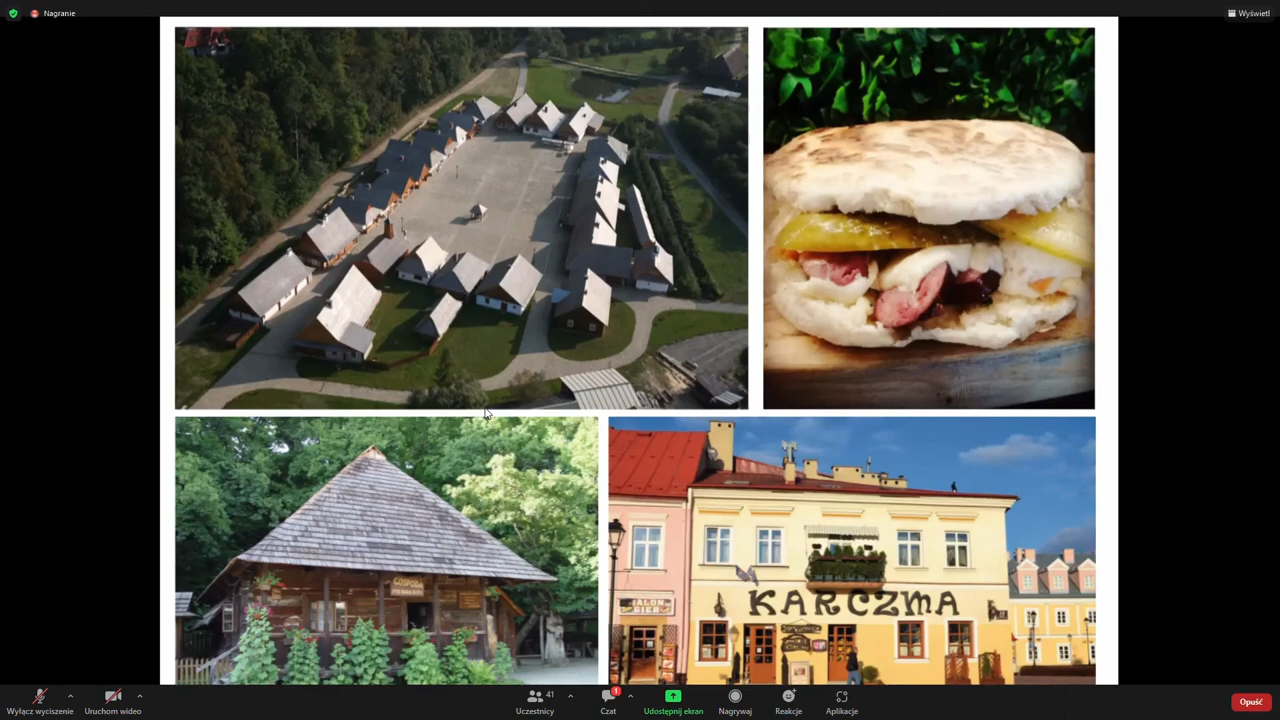 Nagranie
Wyświetl
GOSPODA
SALON
GIER
KARCZMA
Wyłącz wyciszenie
Uruchom wideo
41
Uczestnicy
1
Czat
Udostępnij ekran
Nagrywaj
Reakcje
Aplikacje
Opuść